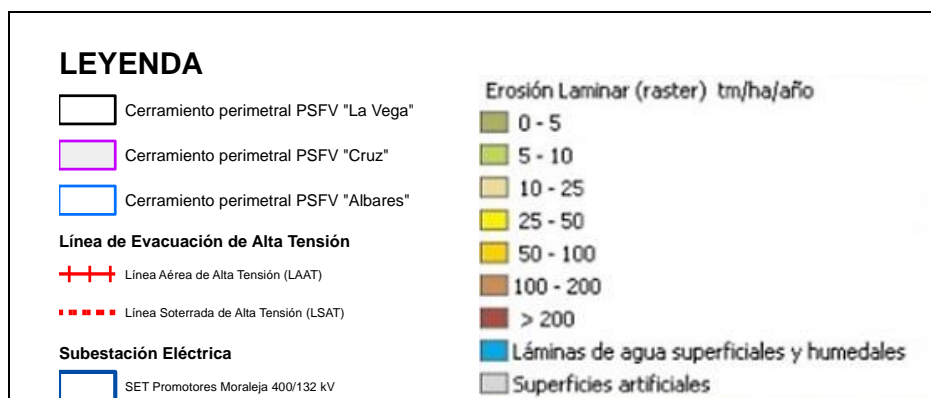 LEYENDA
Cerramiento perimetral PSFV "La Vega"
Cerramiento perimetral PSFV "Cruz"
Cerramiento perimetral PSFV "Albares"
Línea de Evacuación de Alta Tensión
Línea Aérea de Alta Tensión (LAAT)
Línea Soterrada de Alta Tensión (LSAT)
Subestación Eléctrica
SET Promotores Moraleja 400/132 kV
Erosión Laminar (raster) tm/ha/año
0 - 5
5 - 10
10 - 25
25 - 50
50 - 100
100 - 200
> 200
Láminas de agua superficiales y humedales
Superficies artificiales